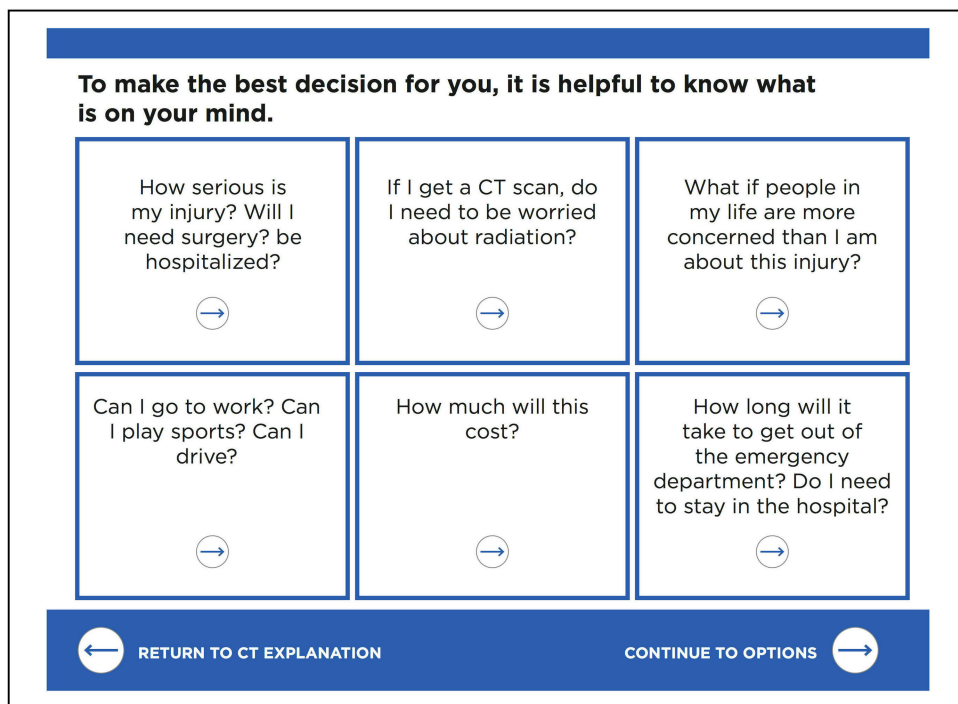 To make the best decision for you, it is helpful to know what
is on your mind.
How serious is
my injury? Will I
need surgery? be
hospitalized?
If I get a CT scan, do
I need to be worried
about radiation?
What if people in
my life are more
concerned than I am
about this injury?
Can I go to work? Can
I play sports? Can I
drive?
How much will this
cost?
How long will it
take to get out of
the emergency
department? Do I need
to stay in the hospital?
RETURN TO CT EXPLANATION
CONTINUE TO OPTIONS